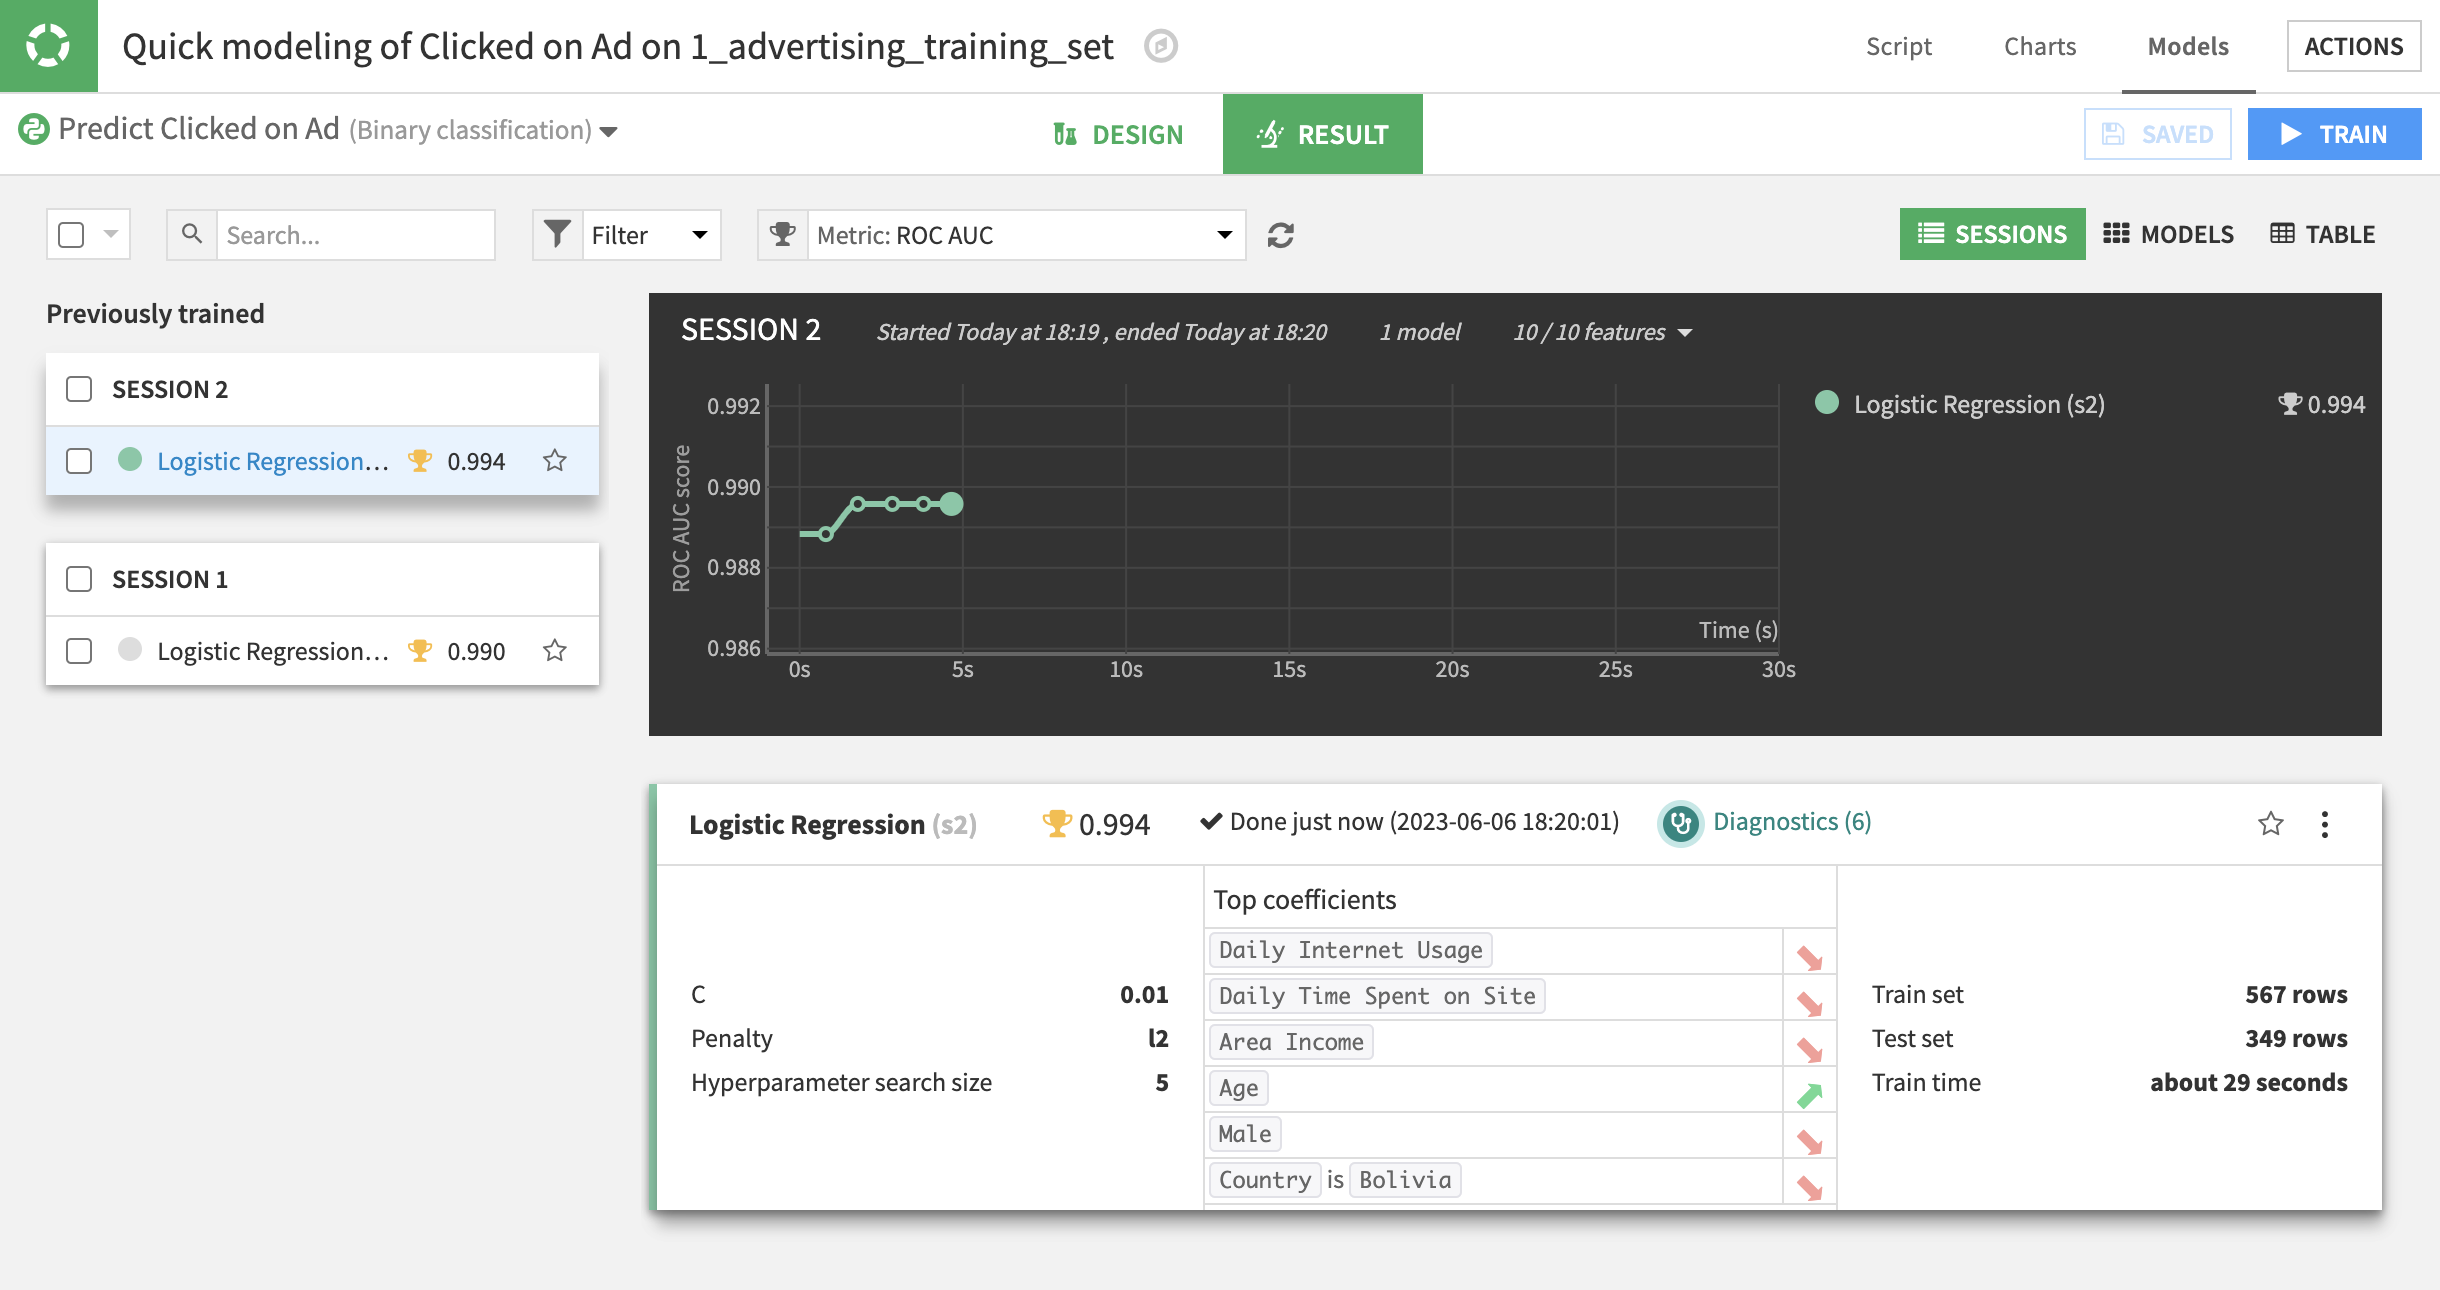 Quick modeling of Clicked on Ad on 1_advertising_training_set
Script
Charts
Models
ACTIONS
Predict Clicked on Ad (Binary classification)
DESIGN
RESULT
SAVED
TRAIN
Search...
Filter
Metric: ROC AUC
SESSIONS
MODELS
TABLE
Previously trained
SESSION 2
Logistic Regression... 0.994
SESSION 1
Logistic Regression... 0.990
SESSION 2
Started Today at 18:19 , ended Today at 18:20
1 model
10 / 10 features
ROC AUC score
0.992
0.990
0.988
0.986
Time (s)
0s 5s 10s 15s 20s 25s 30s
Logistic Regression (s2) 0.994
Logistic Regression (s2)
0.994
Done just now (2023-06-06 18:20:01)
Diagnostics (6)
C 0.01
Penalty l2
Hyperparameter search size 5
Top coefficients
Daily Internet Usage
Daily Time Spent on Site
Area Income
Age
Male
Country is Bolivia
Train set 567 rows
Test set 349 rows
Train time about 29 seconds